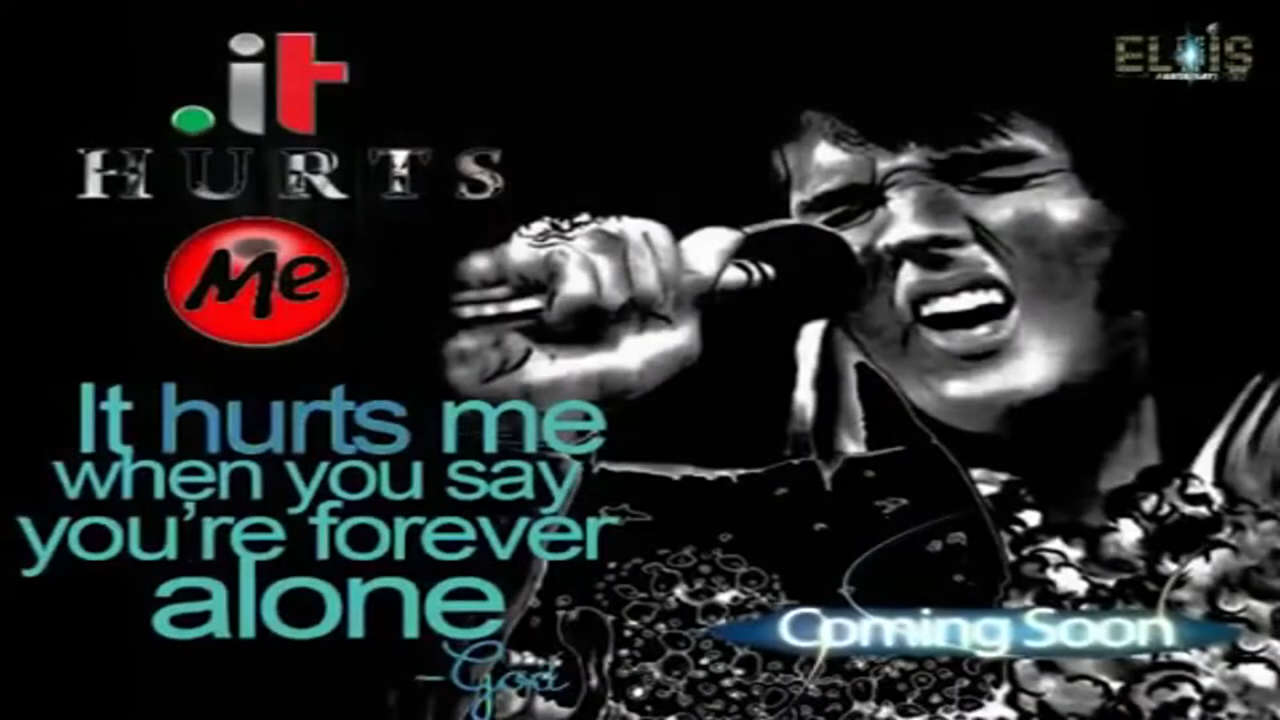 .it
HURTS
Me
ELVIS
It hurts me
when you say
you're forever
alone
-God
Coming Soon